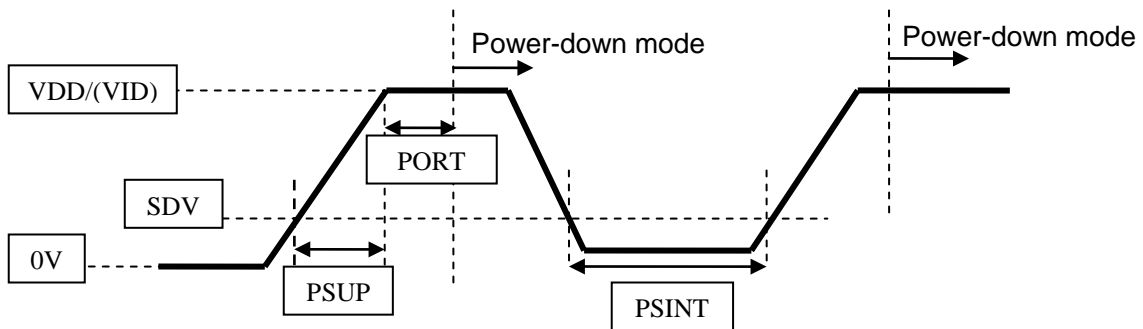 Power-down mode
Power-down mode
VDD/(VID)
PORT
SDV
0V
PSUP
PSINT